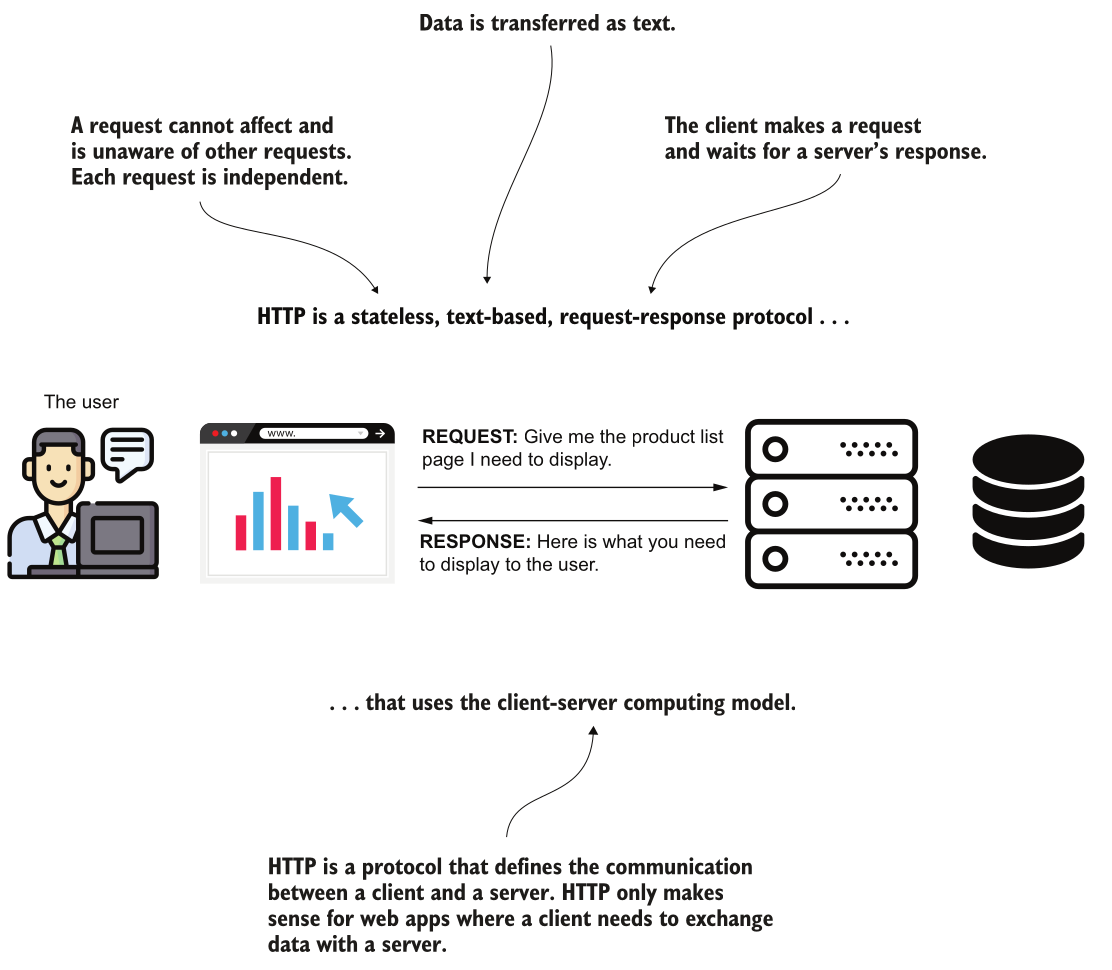 Data is transferred as text.
A request cannot affect and
is unaware of other requests.
Each request is independent.
The client makes a request
and waits for a server’s response.
HTTP is a stateless, text-based, request-response protocol . . .
The user
www.
REQUEST: Give me the product list
page I need to display.
RESPONSE: Here is what you need
to display to the user.
. . . that uses the client-server computing model.
HTTP is a protocol that defines the communication
between a client and a server. HTTP only makes
sense for web apps where a client needs to exchange
data with a server.